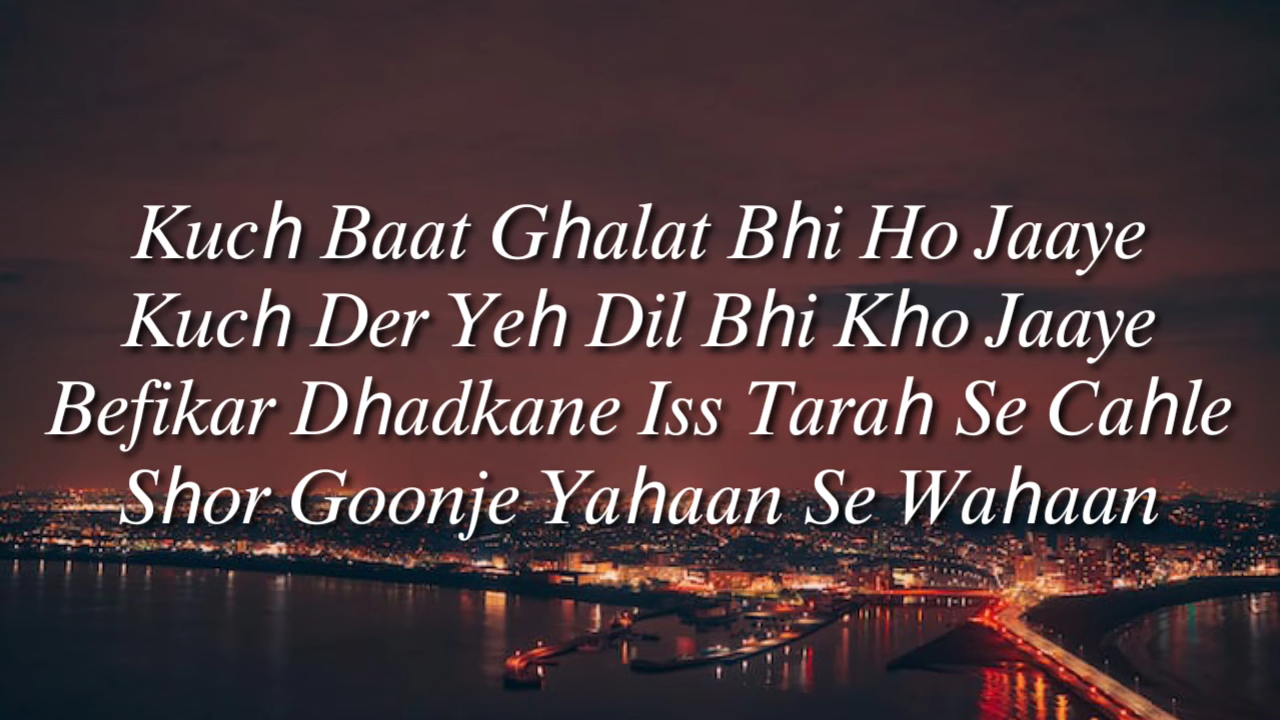 Kuch Baat Ghalat Bhi Ho Jaaye
Kuch Der Yeh Dil Bhi Kho Jaaye
Befikar Dhadkane Iss Tarah Se Cahle
Shor Goonje Yahaan Se Wahaan